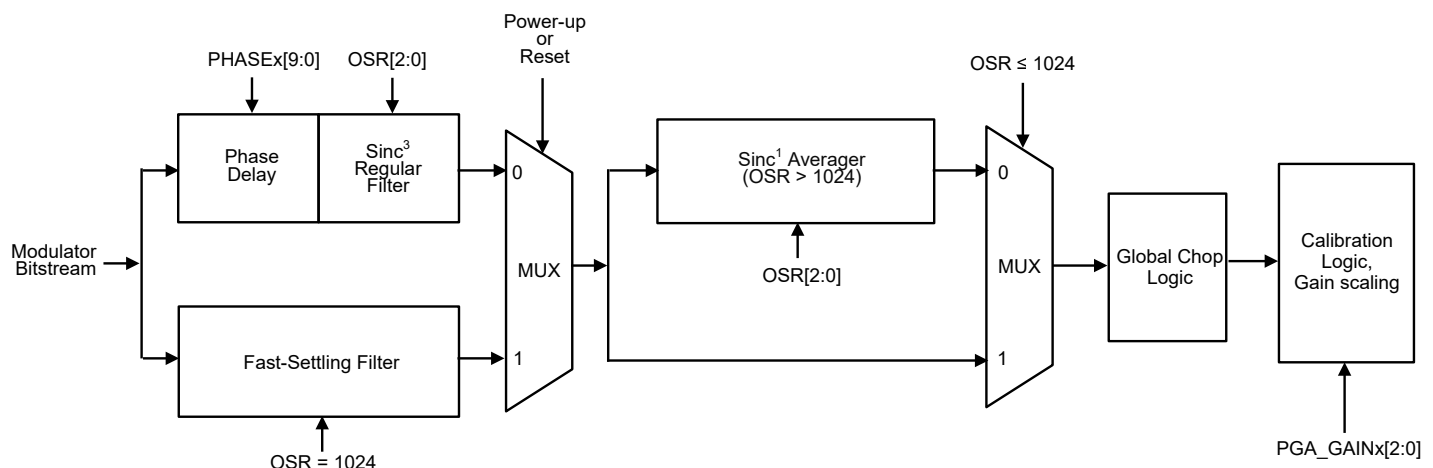 Power-up
or
Reset
PHASEx[9:0]
OSR[2:0]
OSR ≤ 1024
Phase
Delay
Sinc³
Regular
Filter
0
Sinc¹ Averager
(OSR > 1024)
0
Modulator
Bitstream
MUX
OSR[2:0]
MUX
Global Chop
Logic
Calibration
Logic,
Gain scaling
Fast-Settling Filter
1
1
OSR = 1024
PGA_GAINx[2:0]